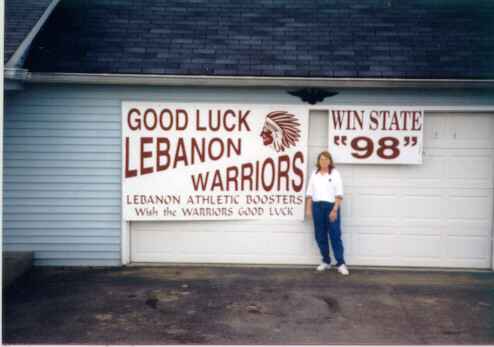 GOOD LUCK
LEBANON
WARRIORS
LEBANON ATHLETIC BOOSTERS
Wish the WARRIORS GOOD LUCK
WIN STATE
"98"